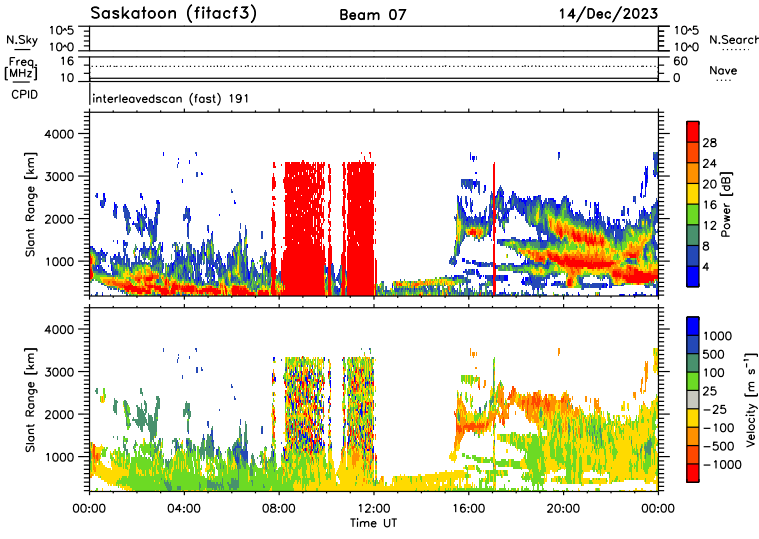 Saskatoon (fitacf3) Beam 07 14/Dec/2023
N.Sky 10^5 10^0 10^5 10^0 N.Search
Freq. [MHz] 16 10 60 0 Nave
CPID interleavedscan (fast) 191
Slant Range [km]
4000
3000
2000
1000
28
24
20
16
12
8
4
Power [dB]
Slant Range [km]
4000
3000
2000
1000
1000
500
100
25
-25
-100
-500
-1000
Velocity [m s^-1]
00:00 04:00 08:00 12:00 16:00 20:00 00:00
Time UT